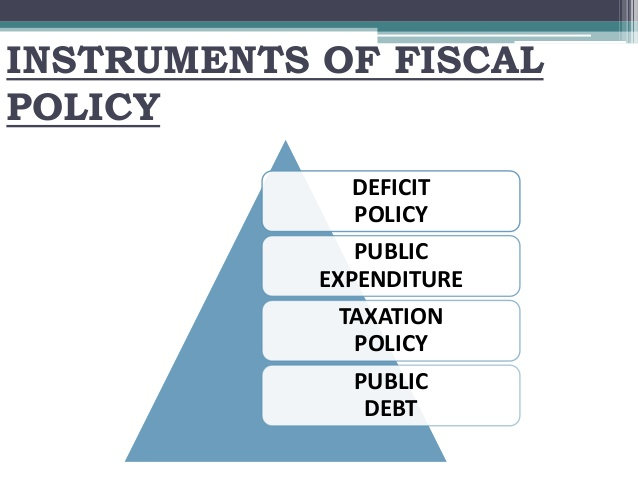 INSTRUMENTS OF FISCAL
POLICY
DEFICIT
POLICY
PUBLIC
EXPENDITURE
TAXATION
POLICY
PUBLIC
DEBT